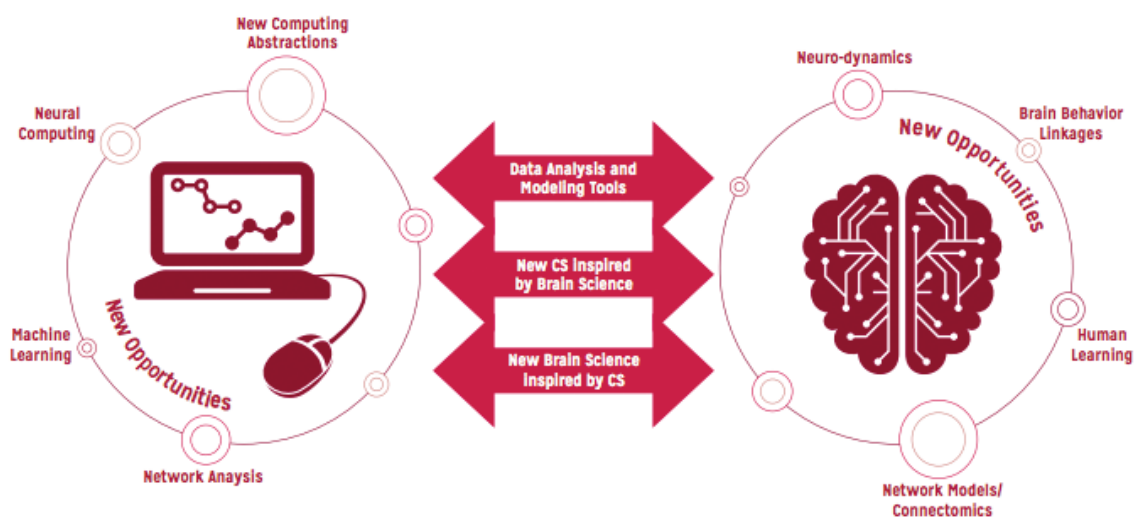 New Computing
Abstractions
Neural
Computing
Machine
Learning
New Opportunities
Network Anaysis
Data Analysis and
Modeling Tools
New CS inspired
by Brain Science
New Brain Science
inspired by CS
Neuro-dynamics
Brain Behavior
Linkages
New Opportunities
Human
Learning
Network Models/
Connectomics